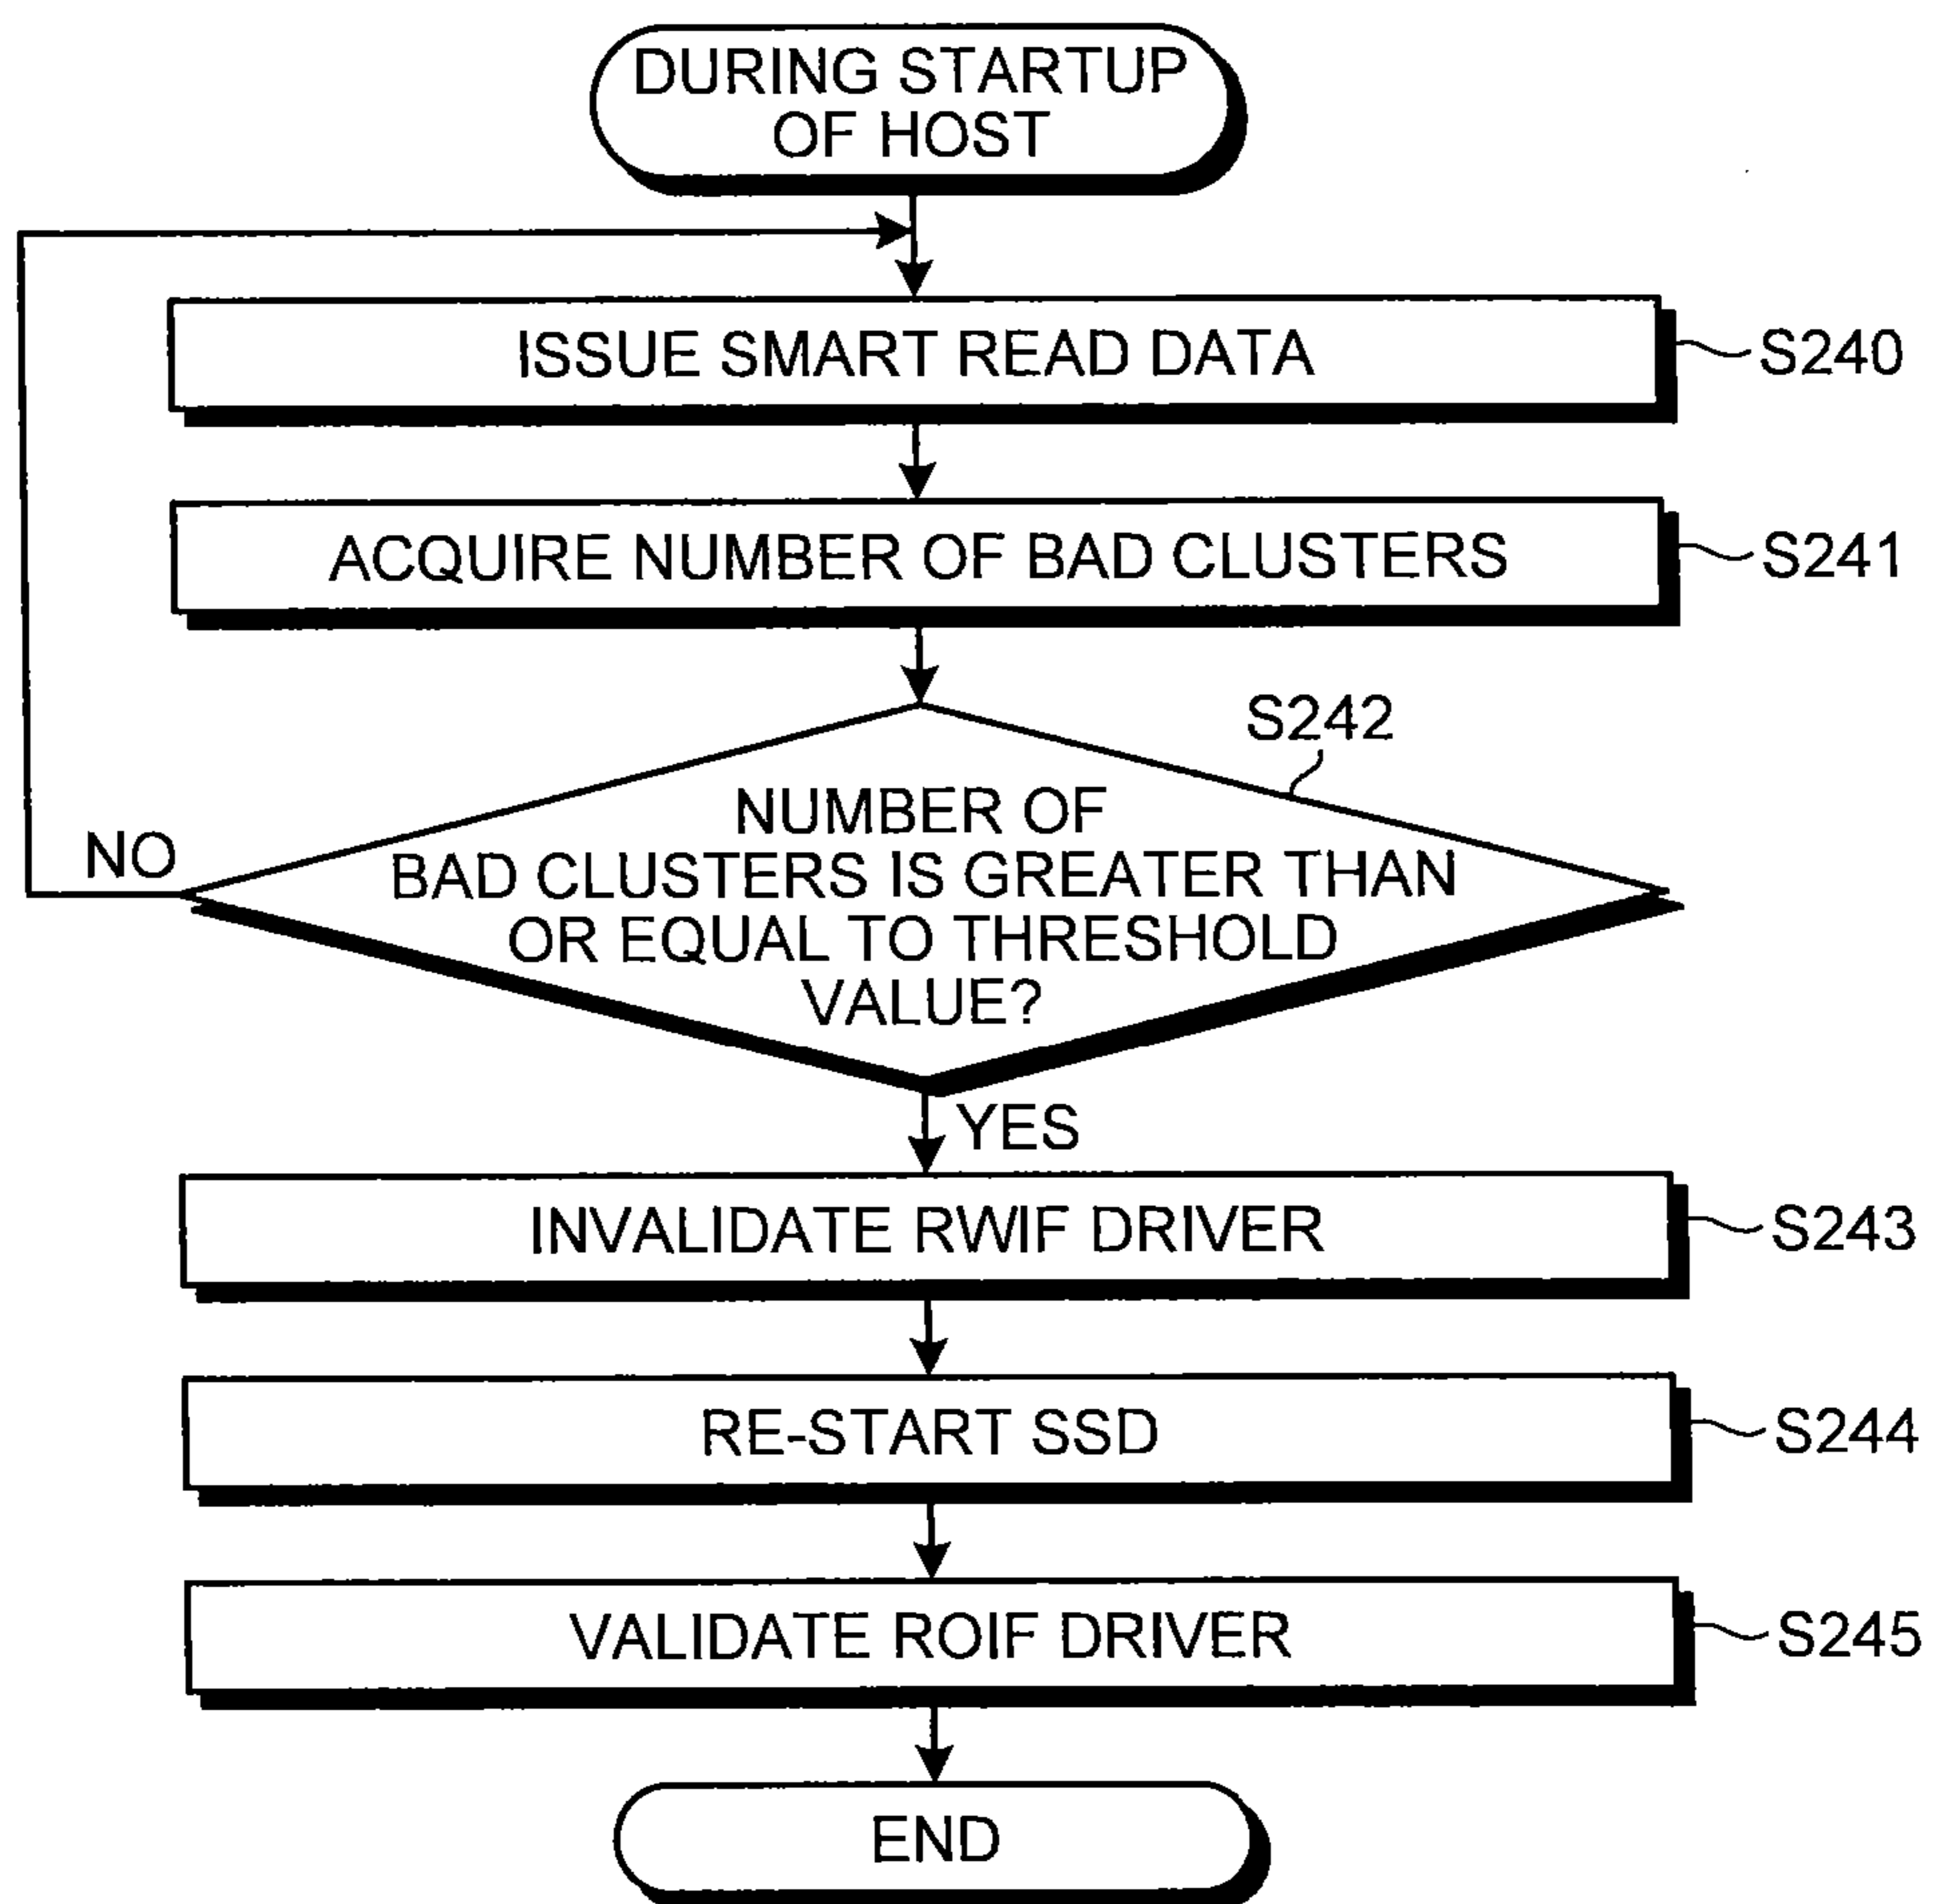 DURING STARTUP
OF HOST
ISSUE SMART READ DATA
S240
ACQUIRE NUMBER OF BAD CLUSTERS
S241
S242
NUMBER OF
BAD CLUSTERS IS GREATER THAN
OR EQUAL TO THRESHOLD
VALUE?
NO
YES
INVALIDATE RWIF DRIVER
S243
RE-START SSD
S244
VALIDATE ROIF DRIVER
S245
END